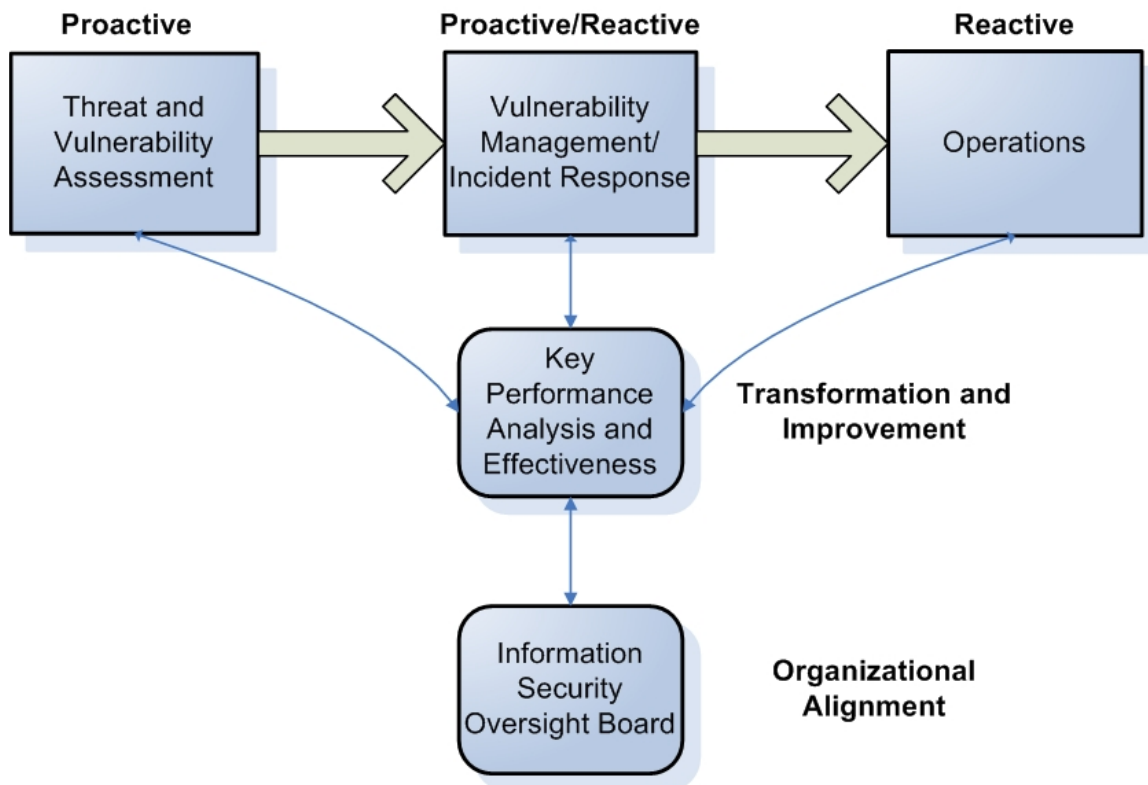 Proactive
Proactive/Reactive
Reactive
Threat and
Vulnerability
Assessment
Vulnerability
Management/
Incident Response
Operations
Key
Performance
Analysis and
Effectiveness
Transformation and
Improvement
Information
Security
Oversight Board
Organizational
Alignment